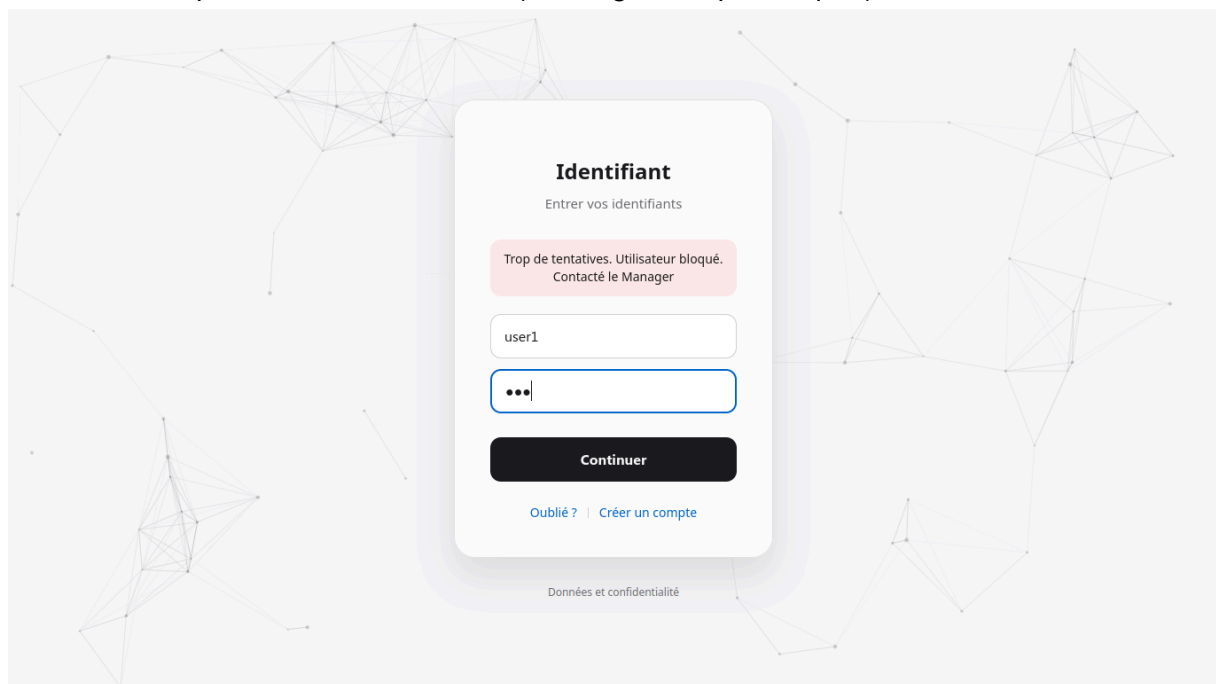 Identifiant
Entrer vos identifiants
Trop de tentatives. Utilisateur bloqué.
Contacté le Manager
user1
Continuer
Oublié ? | Créer un compte
Données et confidentialité